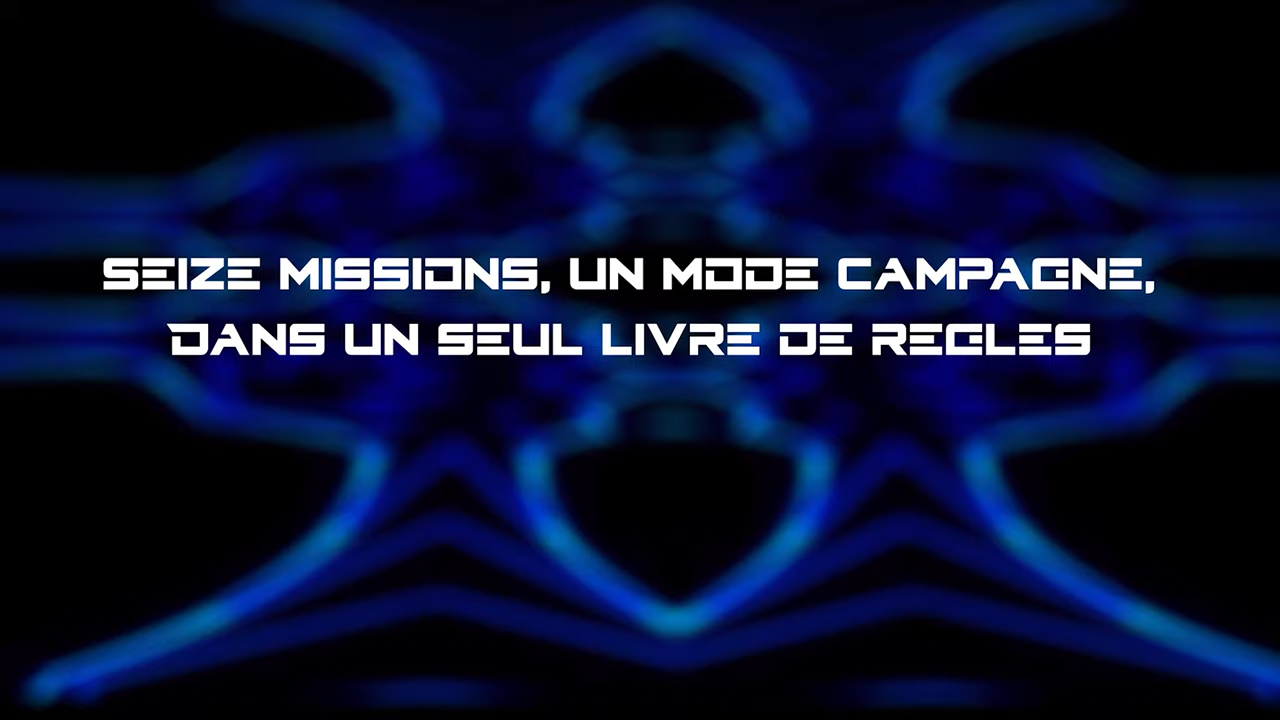 SEIZE MISSIONS, UN MODE CAMPAGNE,
DANS UN SEUL LIVRE DE REGLES